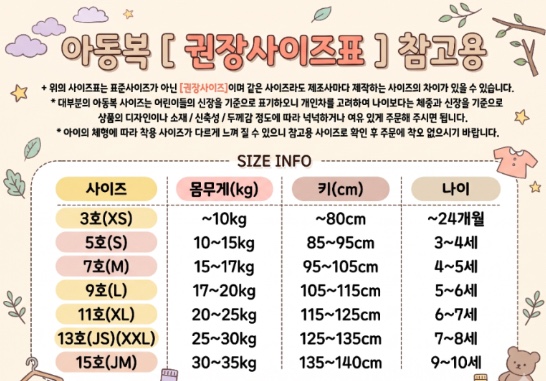 아동복 [ 권장사이즈표 ] 참고용
+ 위의 사이즈표는 표준사이즈가 아닌 [권장사이즈]이며 같은 사이즈라도 제조사마다 제작하는 사이즈의 차이가 있을 수 있습니다.
* 대부분의 아동복 사이즈는 어린이들의 신장을 기준으로 표기하오니 개인차를 고려하여 나이보다는 체중과 신장을 기준으로
상품의 디자인이나 소재 / 신축성 / 두께감 정도에 따라 넉넉하거나 여유 있게 주문해 주시면 됩니다.
* 아이의 체형에 따라 착용 사이즈가 다르게 느껴 질 수 있으니 참고용 사이즈로 확인 후 주문에 착오 없으시기 바랍니다.
SIZE INFO
사이즈 몸무게(kg) 키(cm) 나이
3호(XS) ~10kg ~80cm ~24개월
5호(S) 10~15kg 85~95cm 3~4세
7호(M) 15~17kg 95~105cm 4~5세
9호(L) 17~20kg 105~115cm 5~6세
11호(XL) 20~25kg 115~125cm 6~7세
13호(JS)(XXL) 25~30kg 125~135cm 7~8세
15호(JM) 30~35kg 135~140cm 9~10세